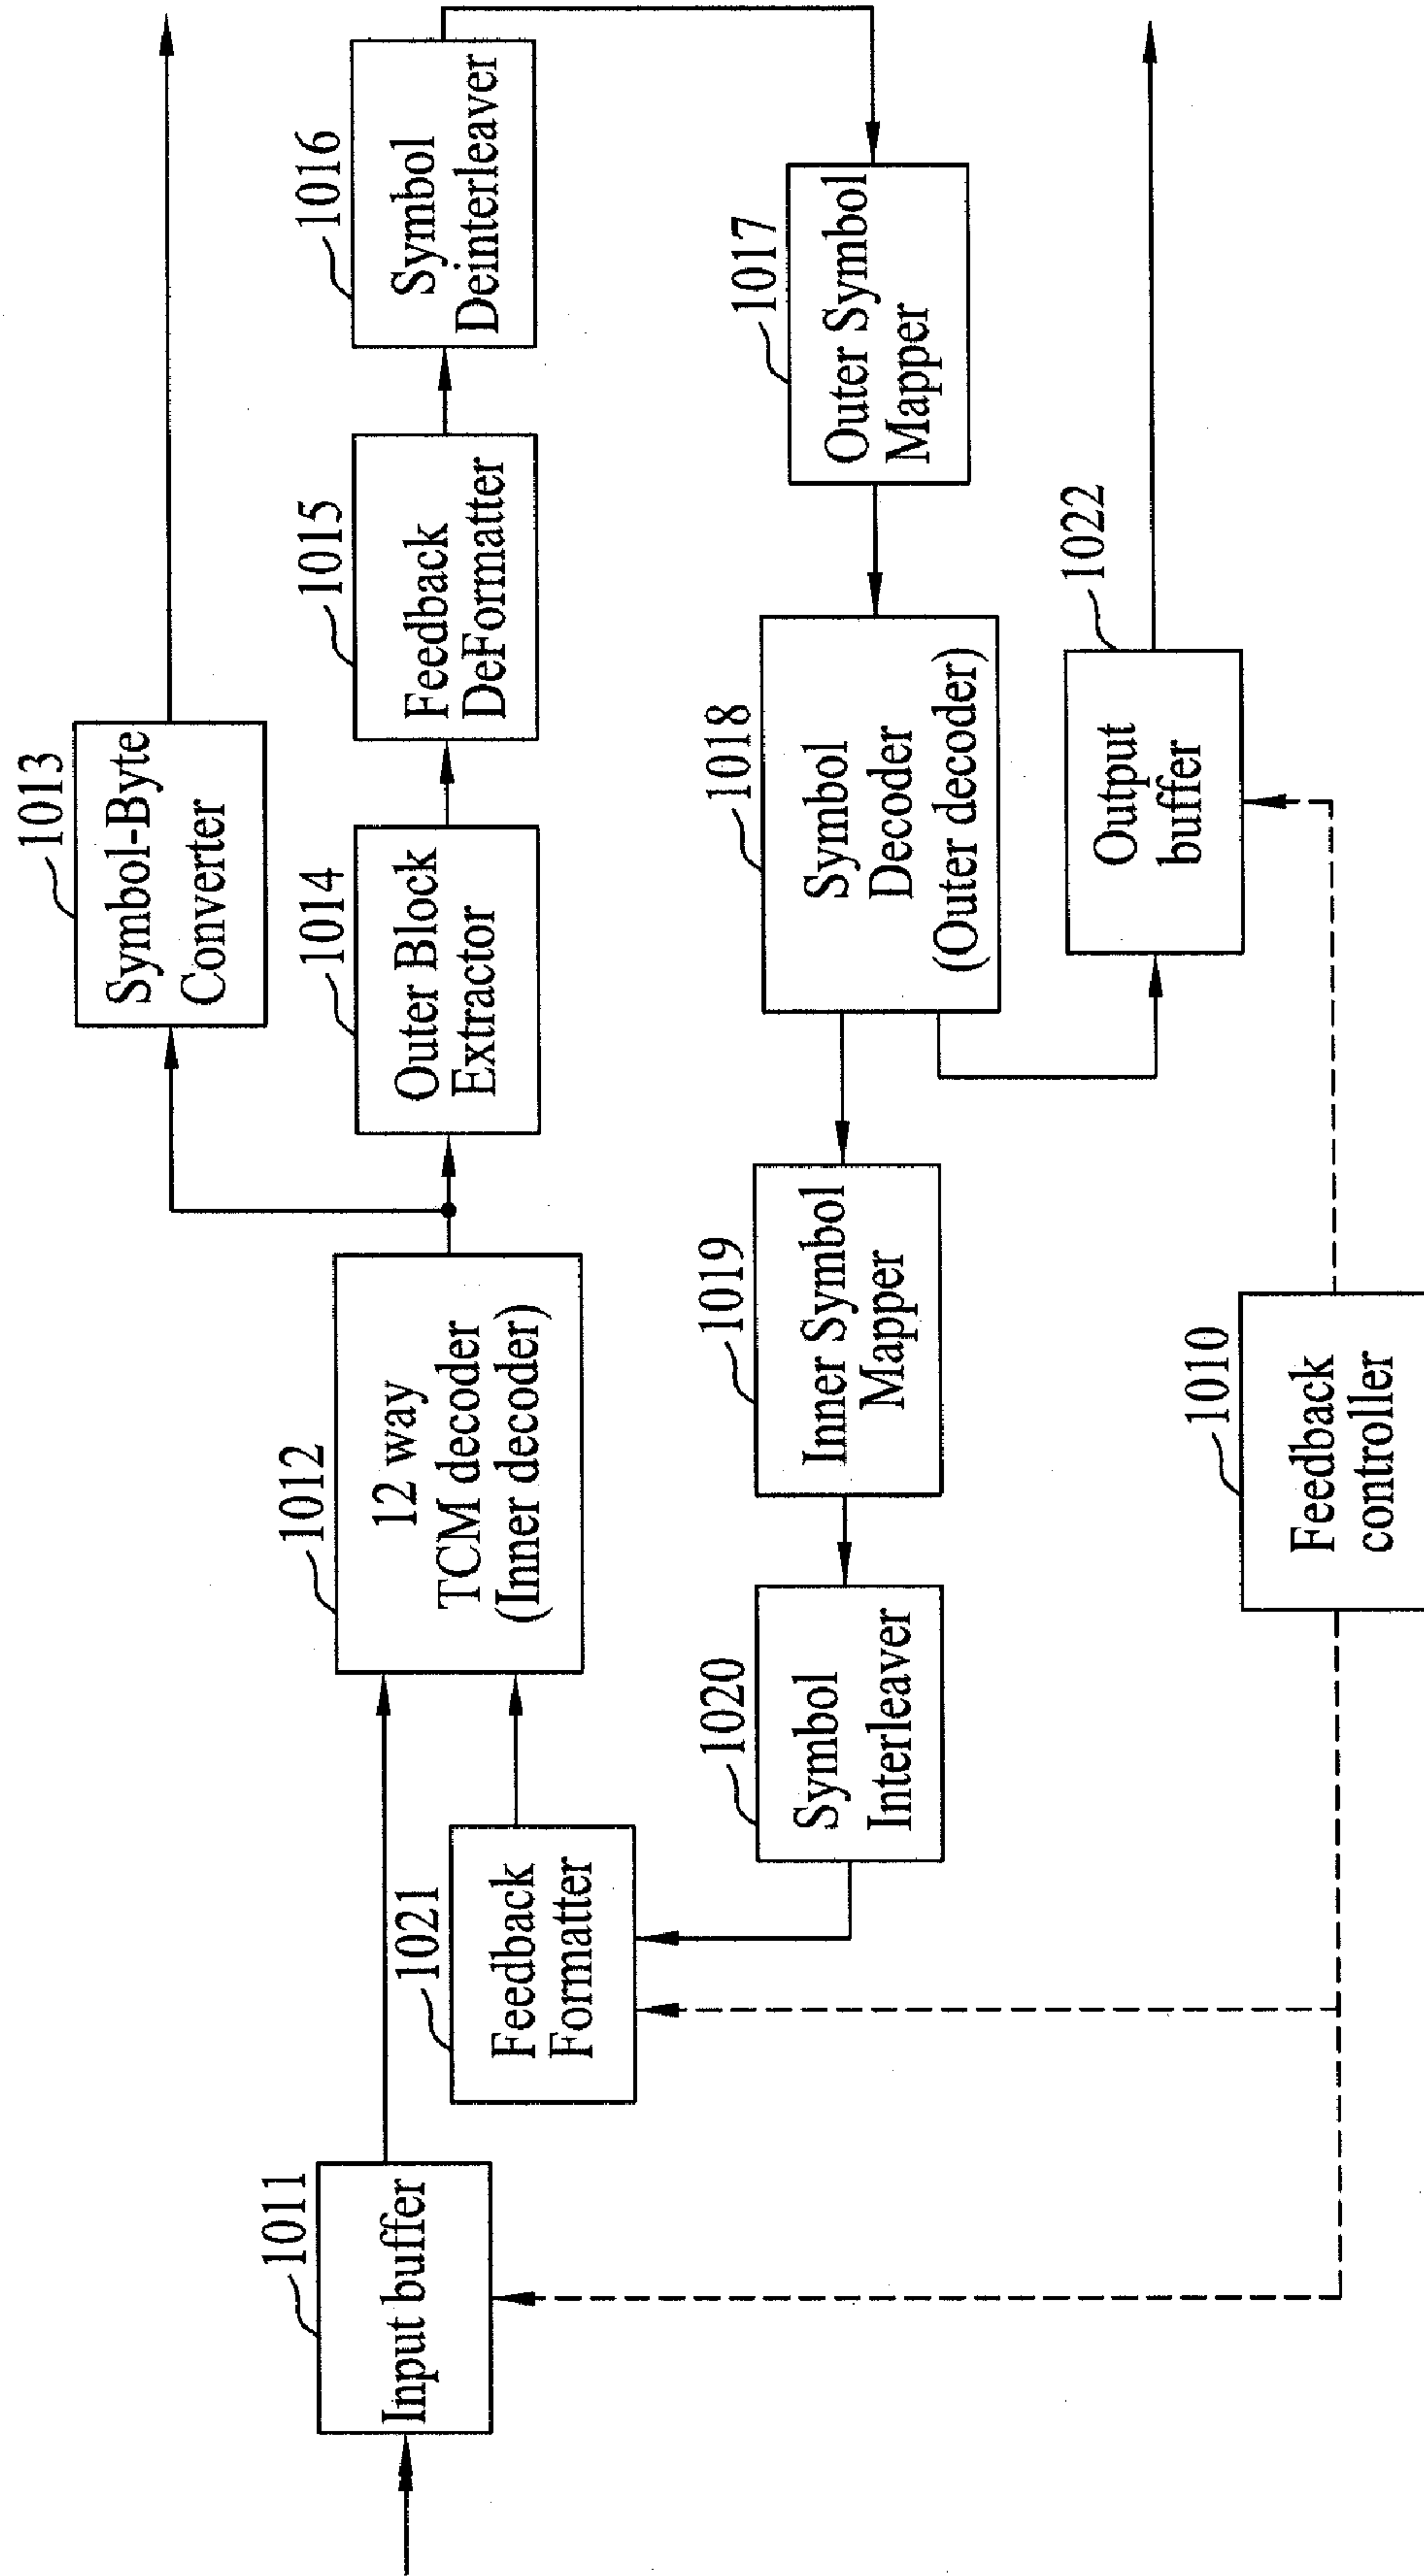 1013
Symbol-Byte
Converter
1011
Input buffer
1012
12 way
TCM decoder
(Inner decoder)
1014
Outer Block
Extractor
1015
Feedback
DeFormatter
1016
Symbol
Deinterleaver
1021
Feedback
Formatter
1020
Symbol
Interleaver
1019
Inner Symbol
Mapper
1018
Symbol
Decoder
(Outer decoder)
1017
Outer Symbol
Mapper
1022
Output
buffer
1010
Feedback
controller